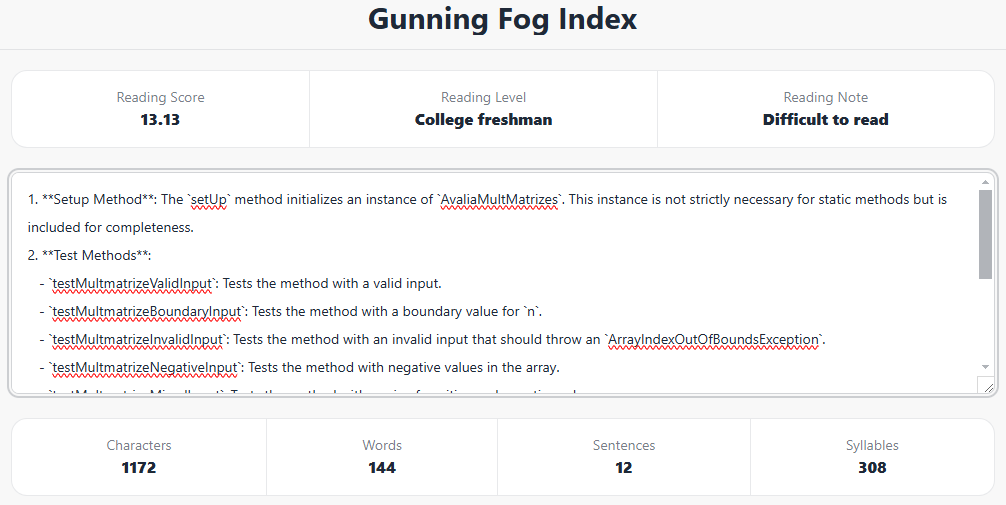 Gunning Fog Index
Reading Score
13.13
Reading Level
College freshman
Reading Note
Difficult to read
1. **Setup Method**: The `setUp` method initializes an instance of `AvaliaMultMatrizes`. This instance is not strictly necessary for static methods but is
included for completeness.
2. **Test Methods**:
- `testMultmatrizeValidInput`: Tests the method with a valid input.
- `testMultmatrizeBoundaryInput`: Tests the method with a boundary value for `n`.
- `testMultmatrizeInvalidInput`: Tests the method with an invalid input that should throw an `ArrayIndexOutOfBoundsException`.
- `testMultmatrizeNegativeInput`: Tests the method with negative values in the array.
Characters
1172
Words
144
Sentences
12
Syllables
308